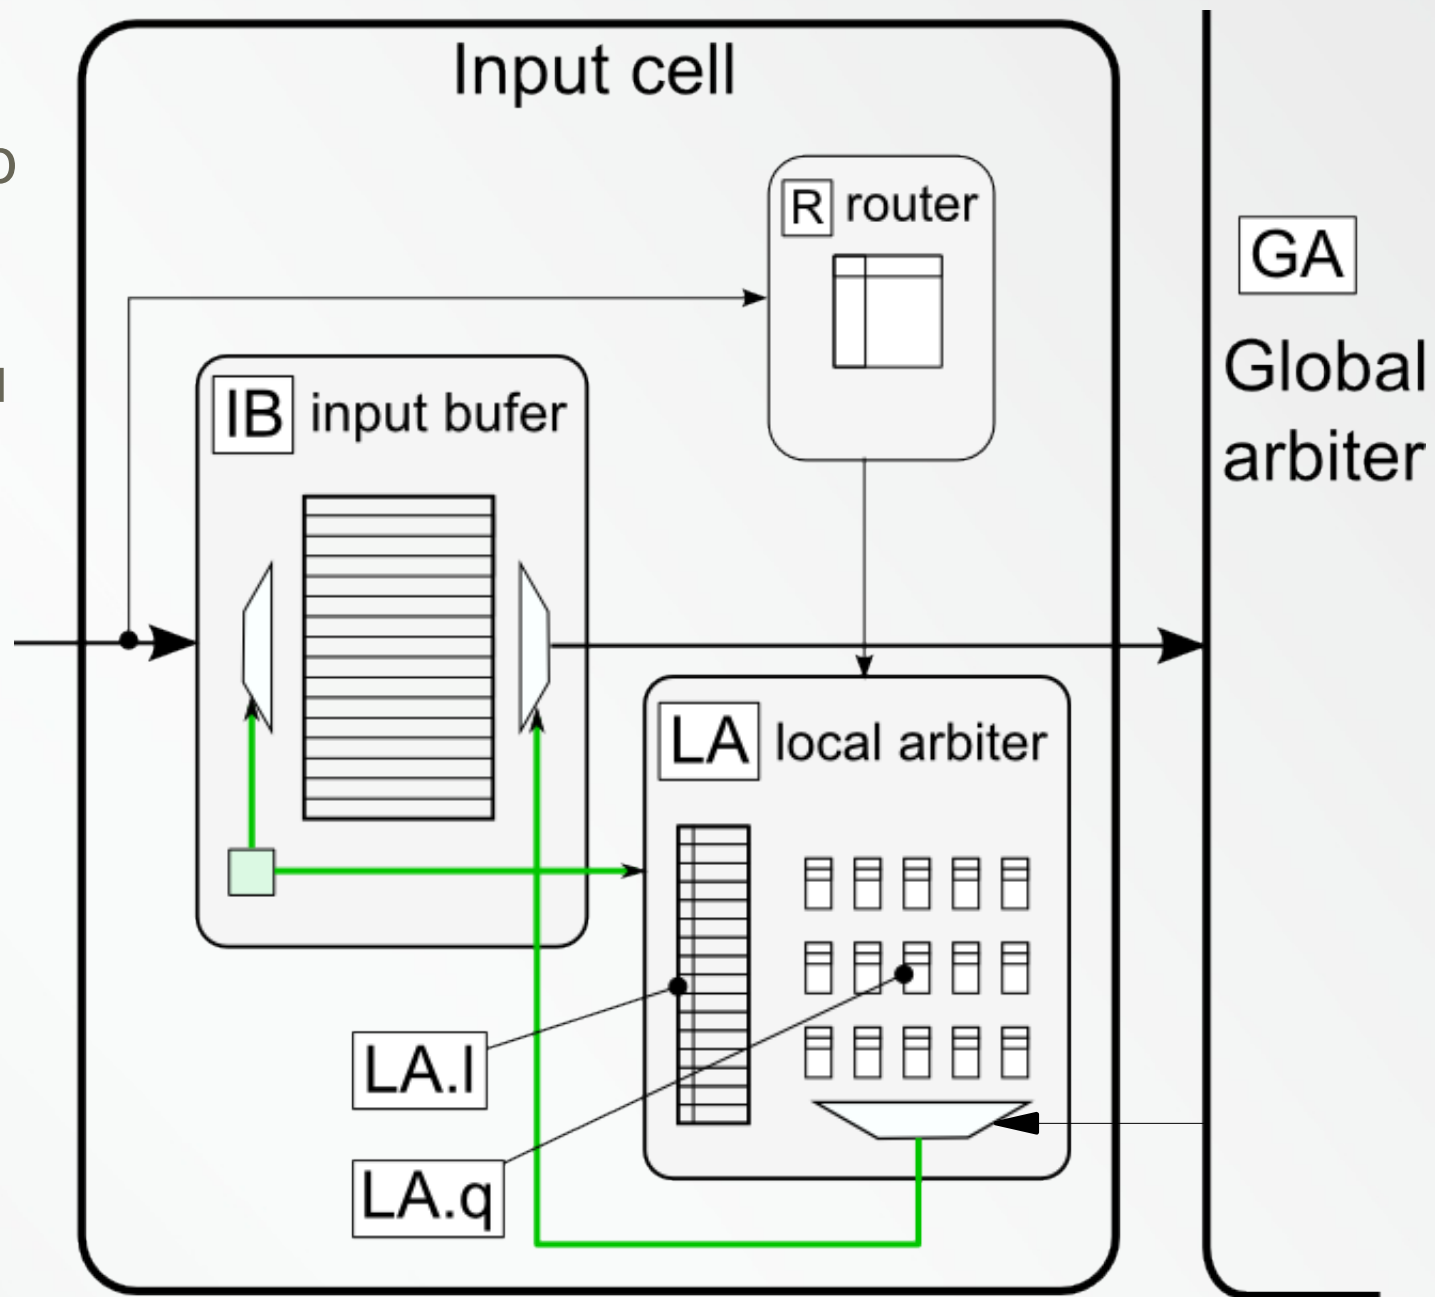 Input cell
R router
GA
Global
arbiter
IB input bufer
LA local arbiter
LA.l
LA.q